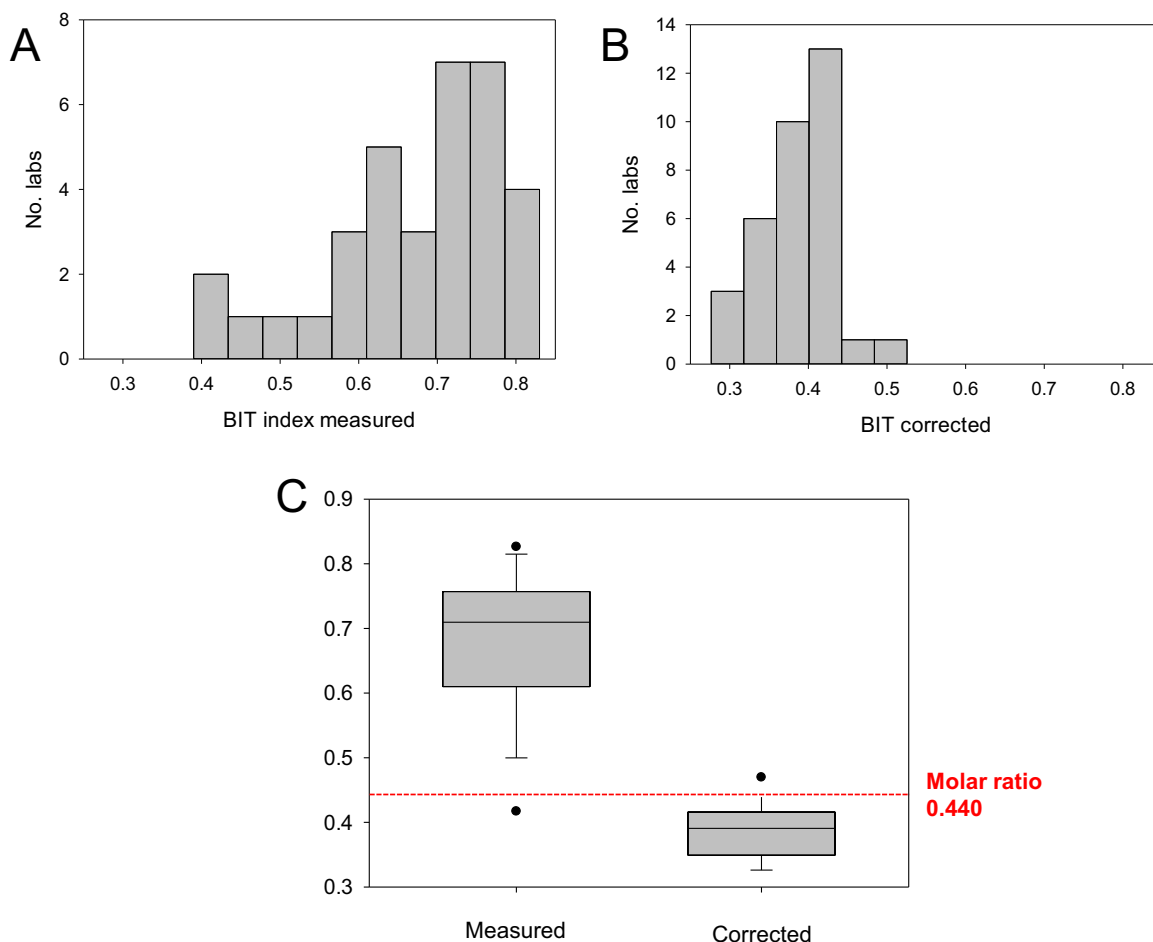 A
8
6
4
2
0
No. labs
0.3 0.4 0.5 0.6 0.7 0.8
BIT index measured
B
14
12
10
8
6
4
2
0
No. labs
0.3 0.4 0.5 0.6 0.7 0.8
BIT corrected
C
0.9
0.8
0.7
0.6
0.5
0.4
0.3
Molar ratio
0.440
Measured Corrected